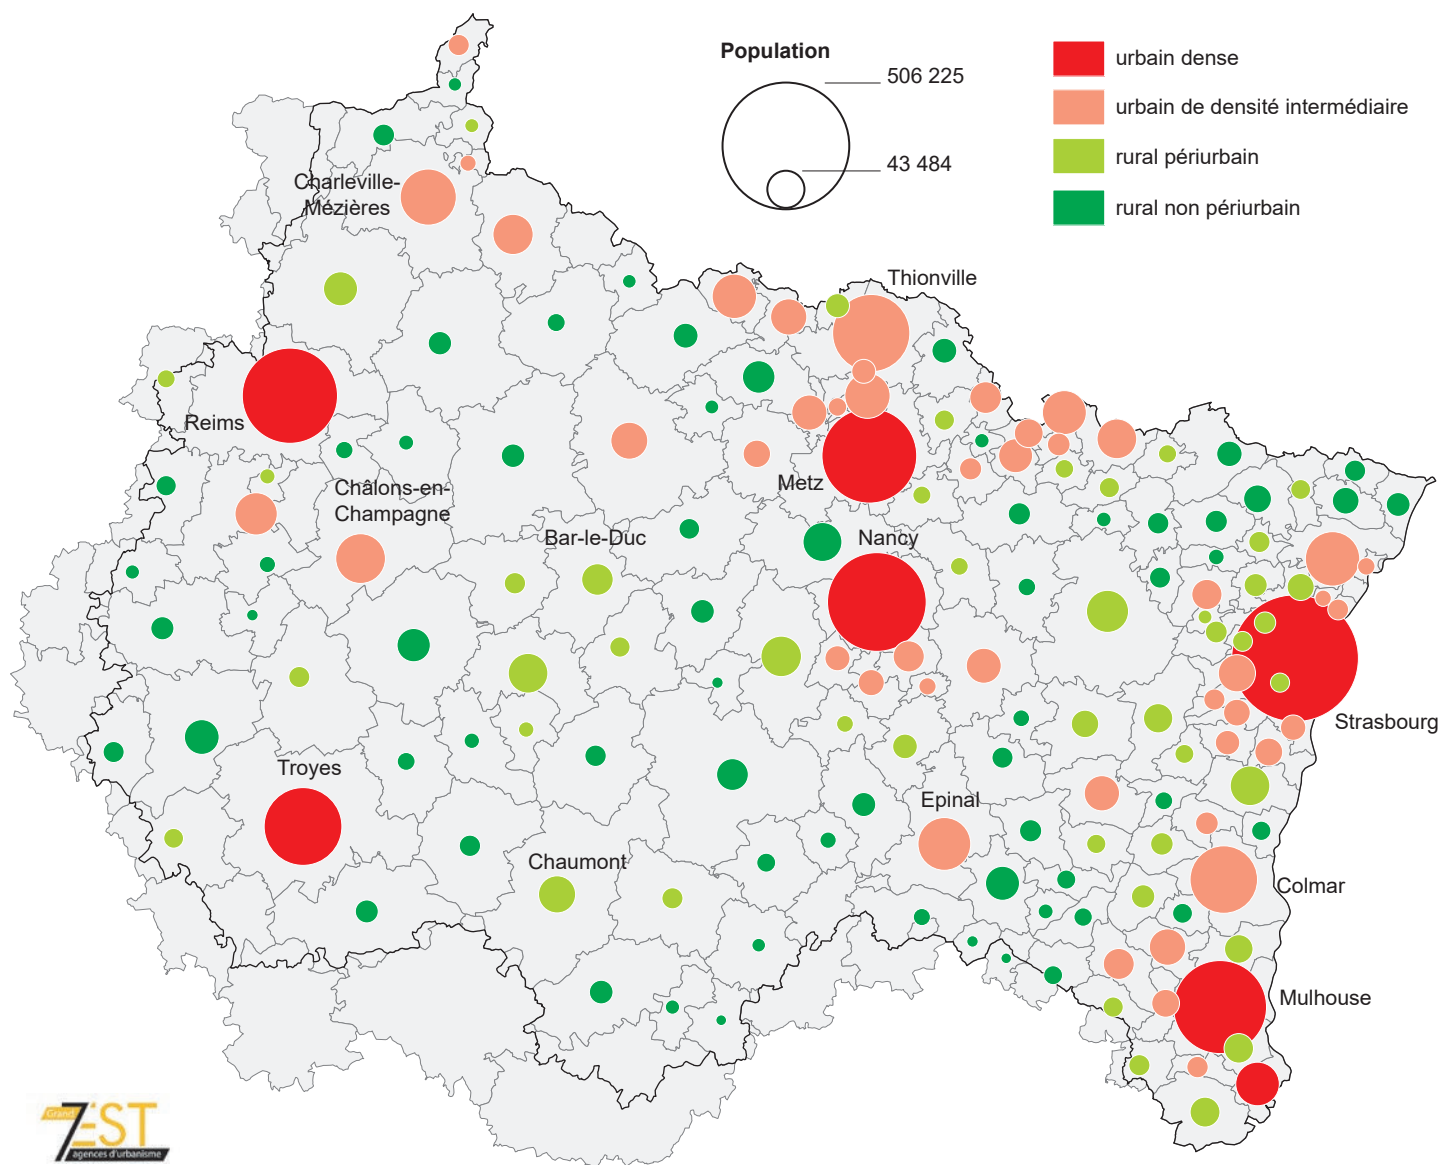 Population
506 225
43 484
urbain dense
urbain de densité intermédiaire
rural périurbain
rural non périurbain
Charleville-
Mézières
Thionville
Reims
Metz
Châlons-en-
Champagne
Bar-le-Duc
Nancy
Strasbourg
Troyes
Epinal
Chaumont
Colmar
Mulhouse
Grand
7EST
agences d'urbanisme